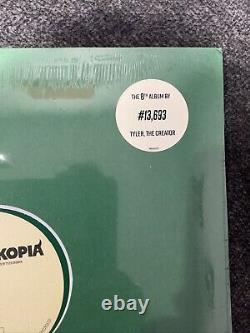 THE 8TH ALBUM BY
#13,693
TYLER, THE CREATOR
KOPIA